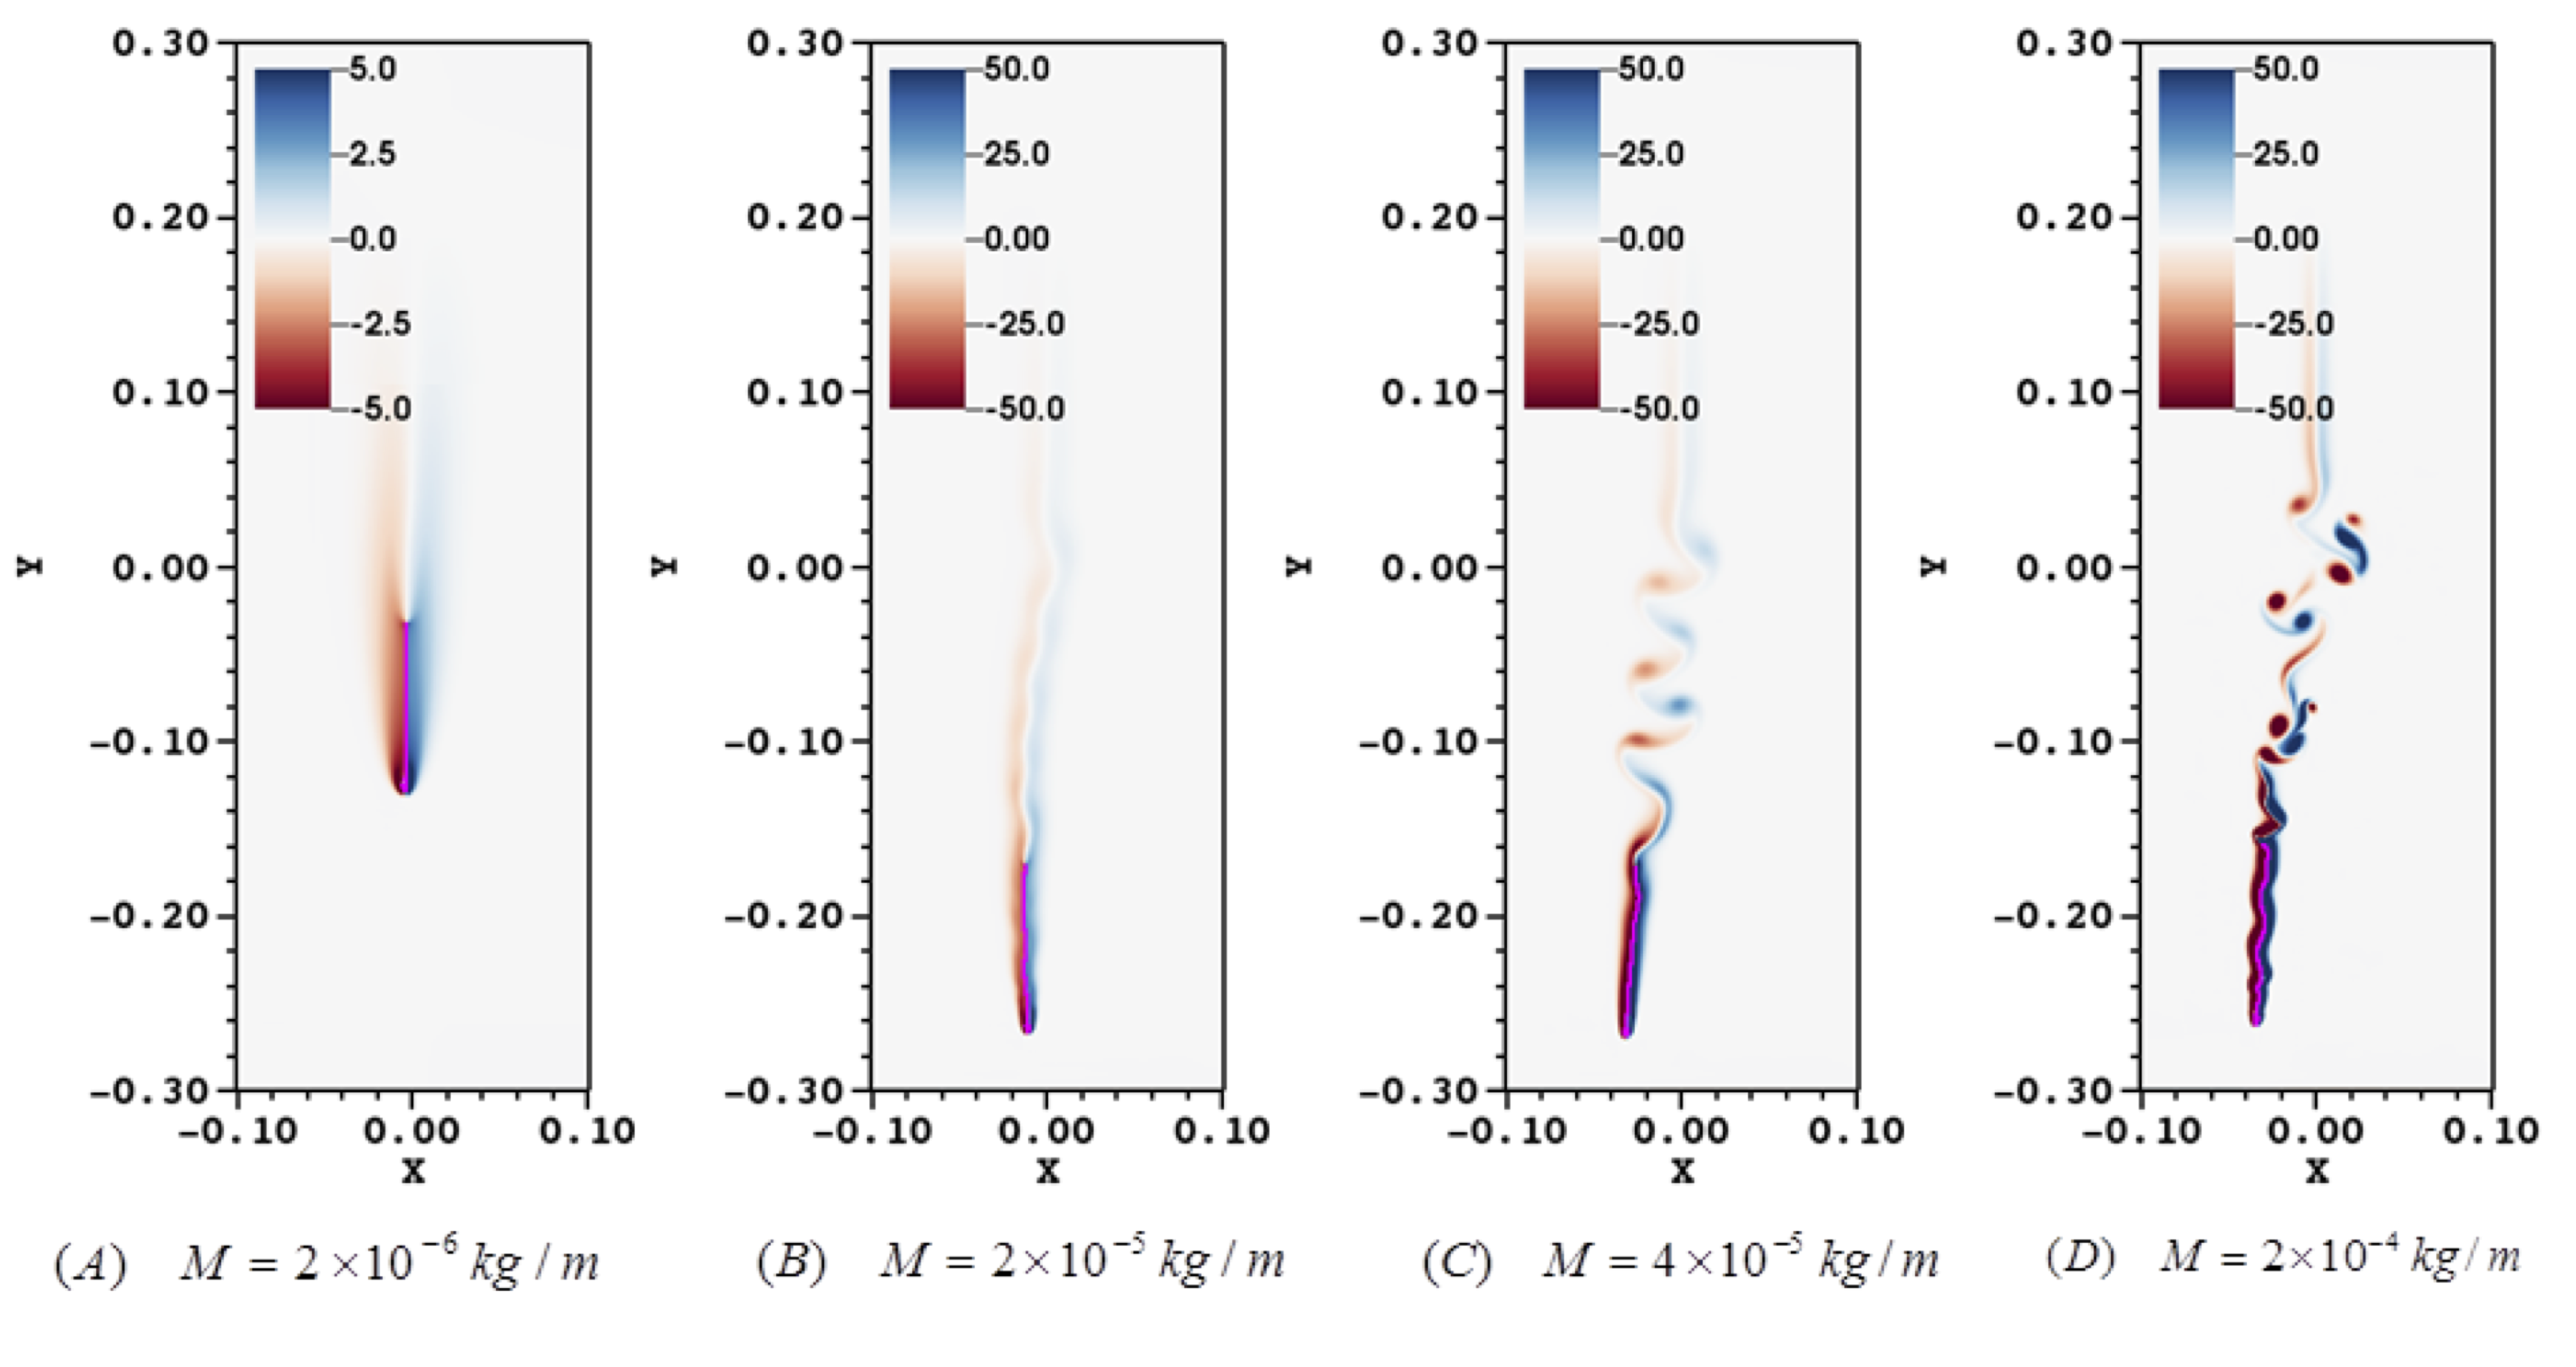 0.30 0.30 0.30 0.30
5.0 50.0 50.0 50.0
2.5 25.0 25.0 25.0
0.20 0.20 0.20 0.20
0.0 0.00 0.00 0.00
-2.5 -25.0 -25.0 -25.0
0.10 0.10 0.10 0.10
-5.0 -50.0 -50.0 -50.0
Y 0.00 Y 0.00 Y 0.00 Y 0.00
-0.10 -0.10 -0.10 -0.10
-0.20 -0.20 -0.20 -0.20
-0.30 -0.30 -0.30 -0.30
-0.10 0.00 0.10 -0.10 0.00 0.10 -0.10 0.00 0.10 -0.10 0.00 0.10
X X X X
(A) M = 2×10⁻⁶ kg / m (B) M = 2×10⁻⁵ kg / m (C) M = 4×10⁻⁵ kg / m (D) M = 2×10⁻⁴ kg / m